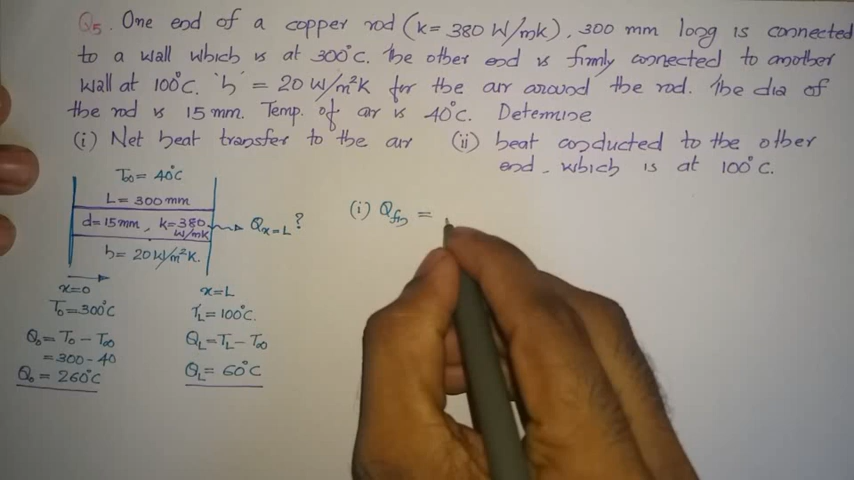 Q5. One end of a copper rod (k = 380 W/mk), 300 mm long is connected
to a wall which is at 300°C. The other end is firmly connected to another
wall at 100°C. 'h' = 20 W/m²K for the air around the rod. The dia of
the rod is 15 mm. Temp. of air is 40°C. Determine
(i) Net heat transfer to the air (ii) heat conducted to the other
end, which is at 100°C.
T∞ = 40°C
L = 300 mm
d = 15mm, k = 380 W/mk
Qx=L ?
h = 20 W/m²K.
x=0
x=L
T0 = 300°C
TL = 100°C.
θ0 = T0 - T∞
= 300 - 40
θ0 = 260°C
θL = TL - T∞
θL = 60°C
(i) Qfin =